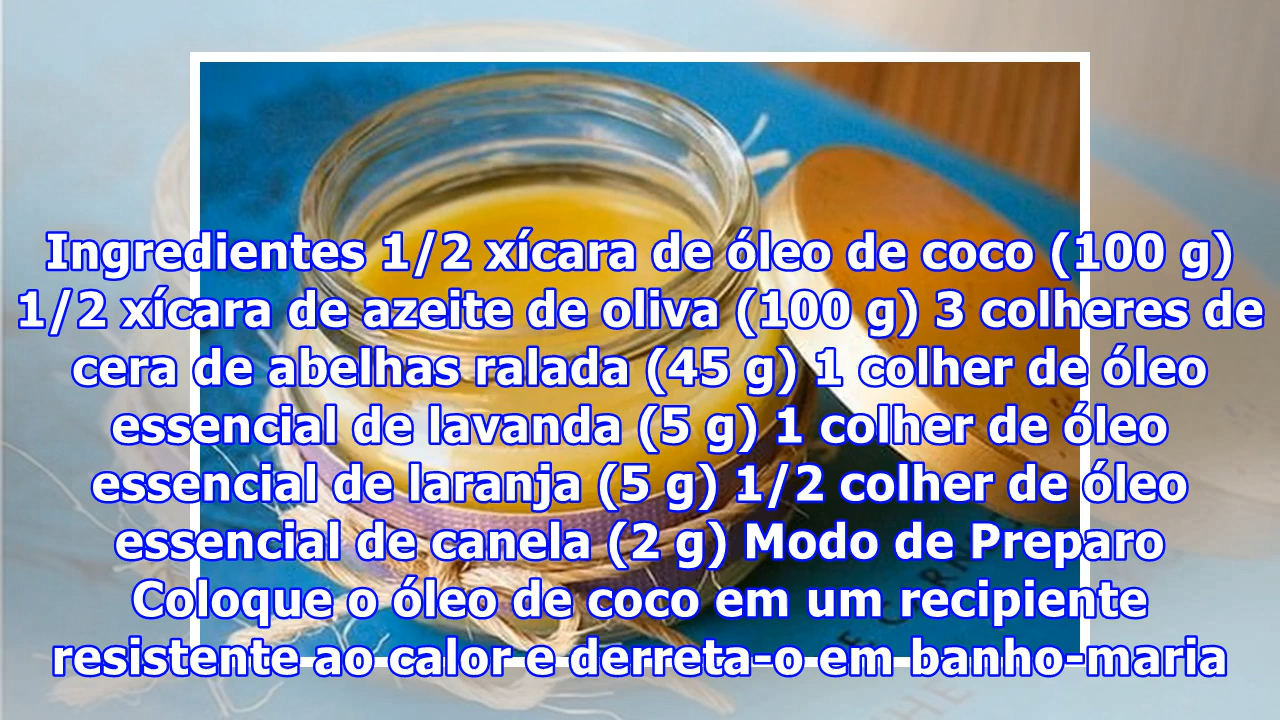 Ingredientes 1/2 xícara de óleo de coco (100 g)
1/2 xícara de azeite de oliva (100 g) 3 colheres de
cera de abelhas ralada (45 g) 1 colher de óleo
essencial de lavanda (5 g) 1 colher de óleo
essencial de laranja (5 g) 1/2 colher de óleo
essencial de canela (2 g) Modo de Preparo
Coloque o óleo de coco em um recipiente
resistente ao calor e derreta-o em banho-maria